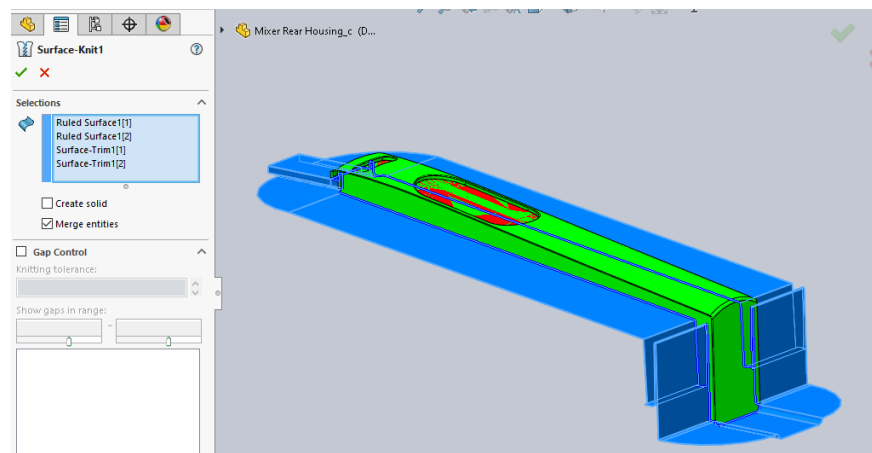 Mixer Rear Housing_c (D...
Surface-Knit1
Selections
Ruled Surface1[1]
Ruled Surface1[2]
Surface-Trim1[1]
Surface-Trim1[2]
Create solid
Merge entities
Gap Control
Knitting tolerance:
Show gaps in range:
-